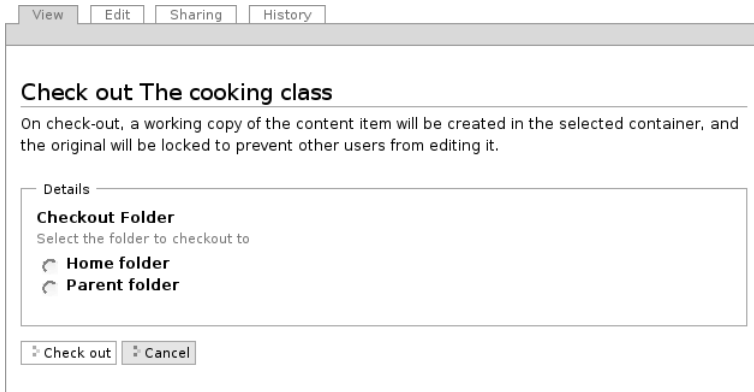 View Edit Sharing History
Check out The cooking class
On check-out, a working copy of the content item will be created in the selected container, and
the original will be locked to prevent other users from editing it.
Details
Checkout Folder
Select the folder to checkout to
Home folder
Parent folder
Check out Cancel